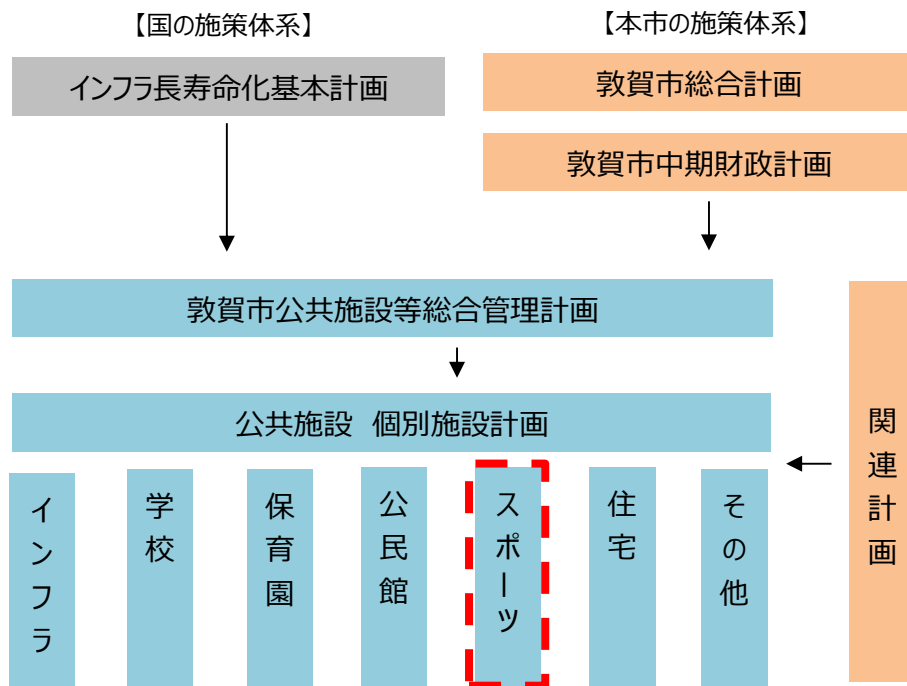 【国の施策体系】
【本市の施策体系】
インフラ長寿命化基本計画
敦賀市総合計画
敦賀市中期財政計画
敦賀市公共施設等総合管理計画
公共施設 個別施設計画
インフラ
学校
保育園
公民館
スポーツ
住宅
その他
関連計画